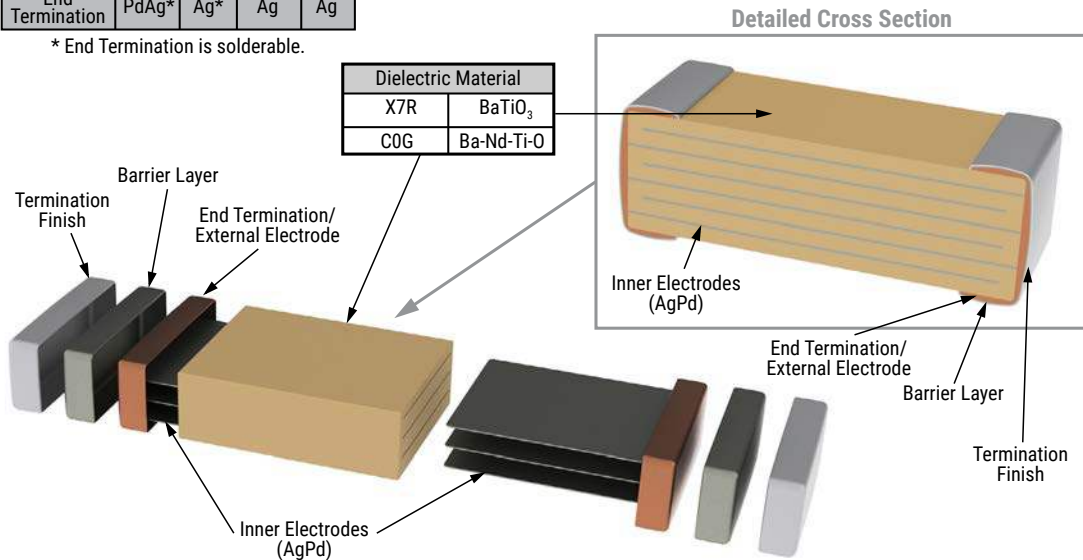 End
Termination PdAg* Ag* Ag Ag
* End Termination is solderable.
Detailed Cross Section
Dielectric Material
X7R BaTiO₃
C0G Ba-Nd-Ti-O
Barrier Layer
Termination
Finish
End Termination/
External Electrode
Inner Electrodes
(AgPd)
End Termination/
External Electrode
Barrier Layer
Termination
Finish
Inner Electrodes
(AgPd)